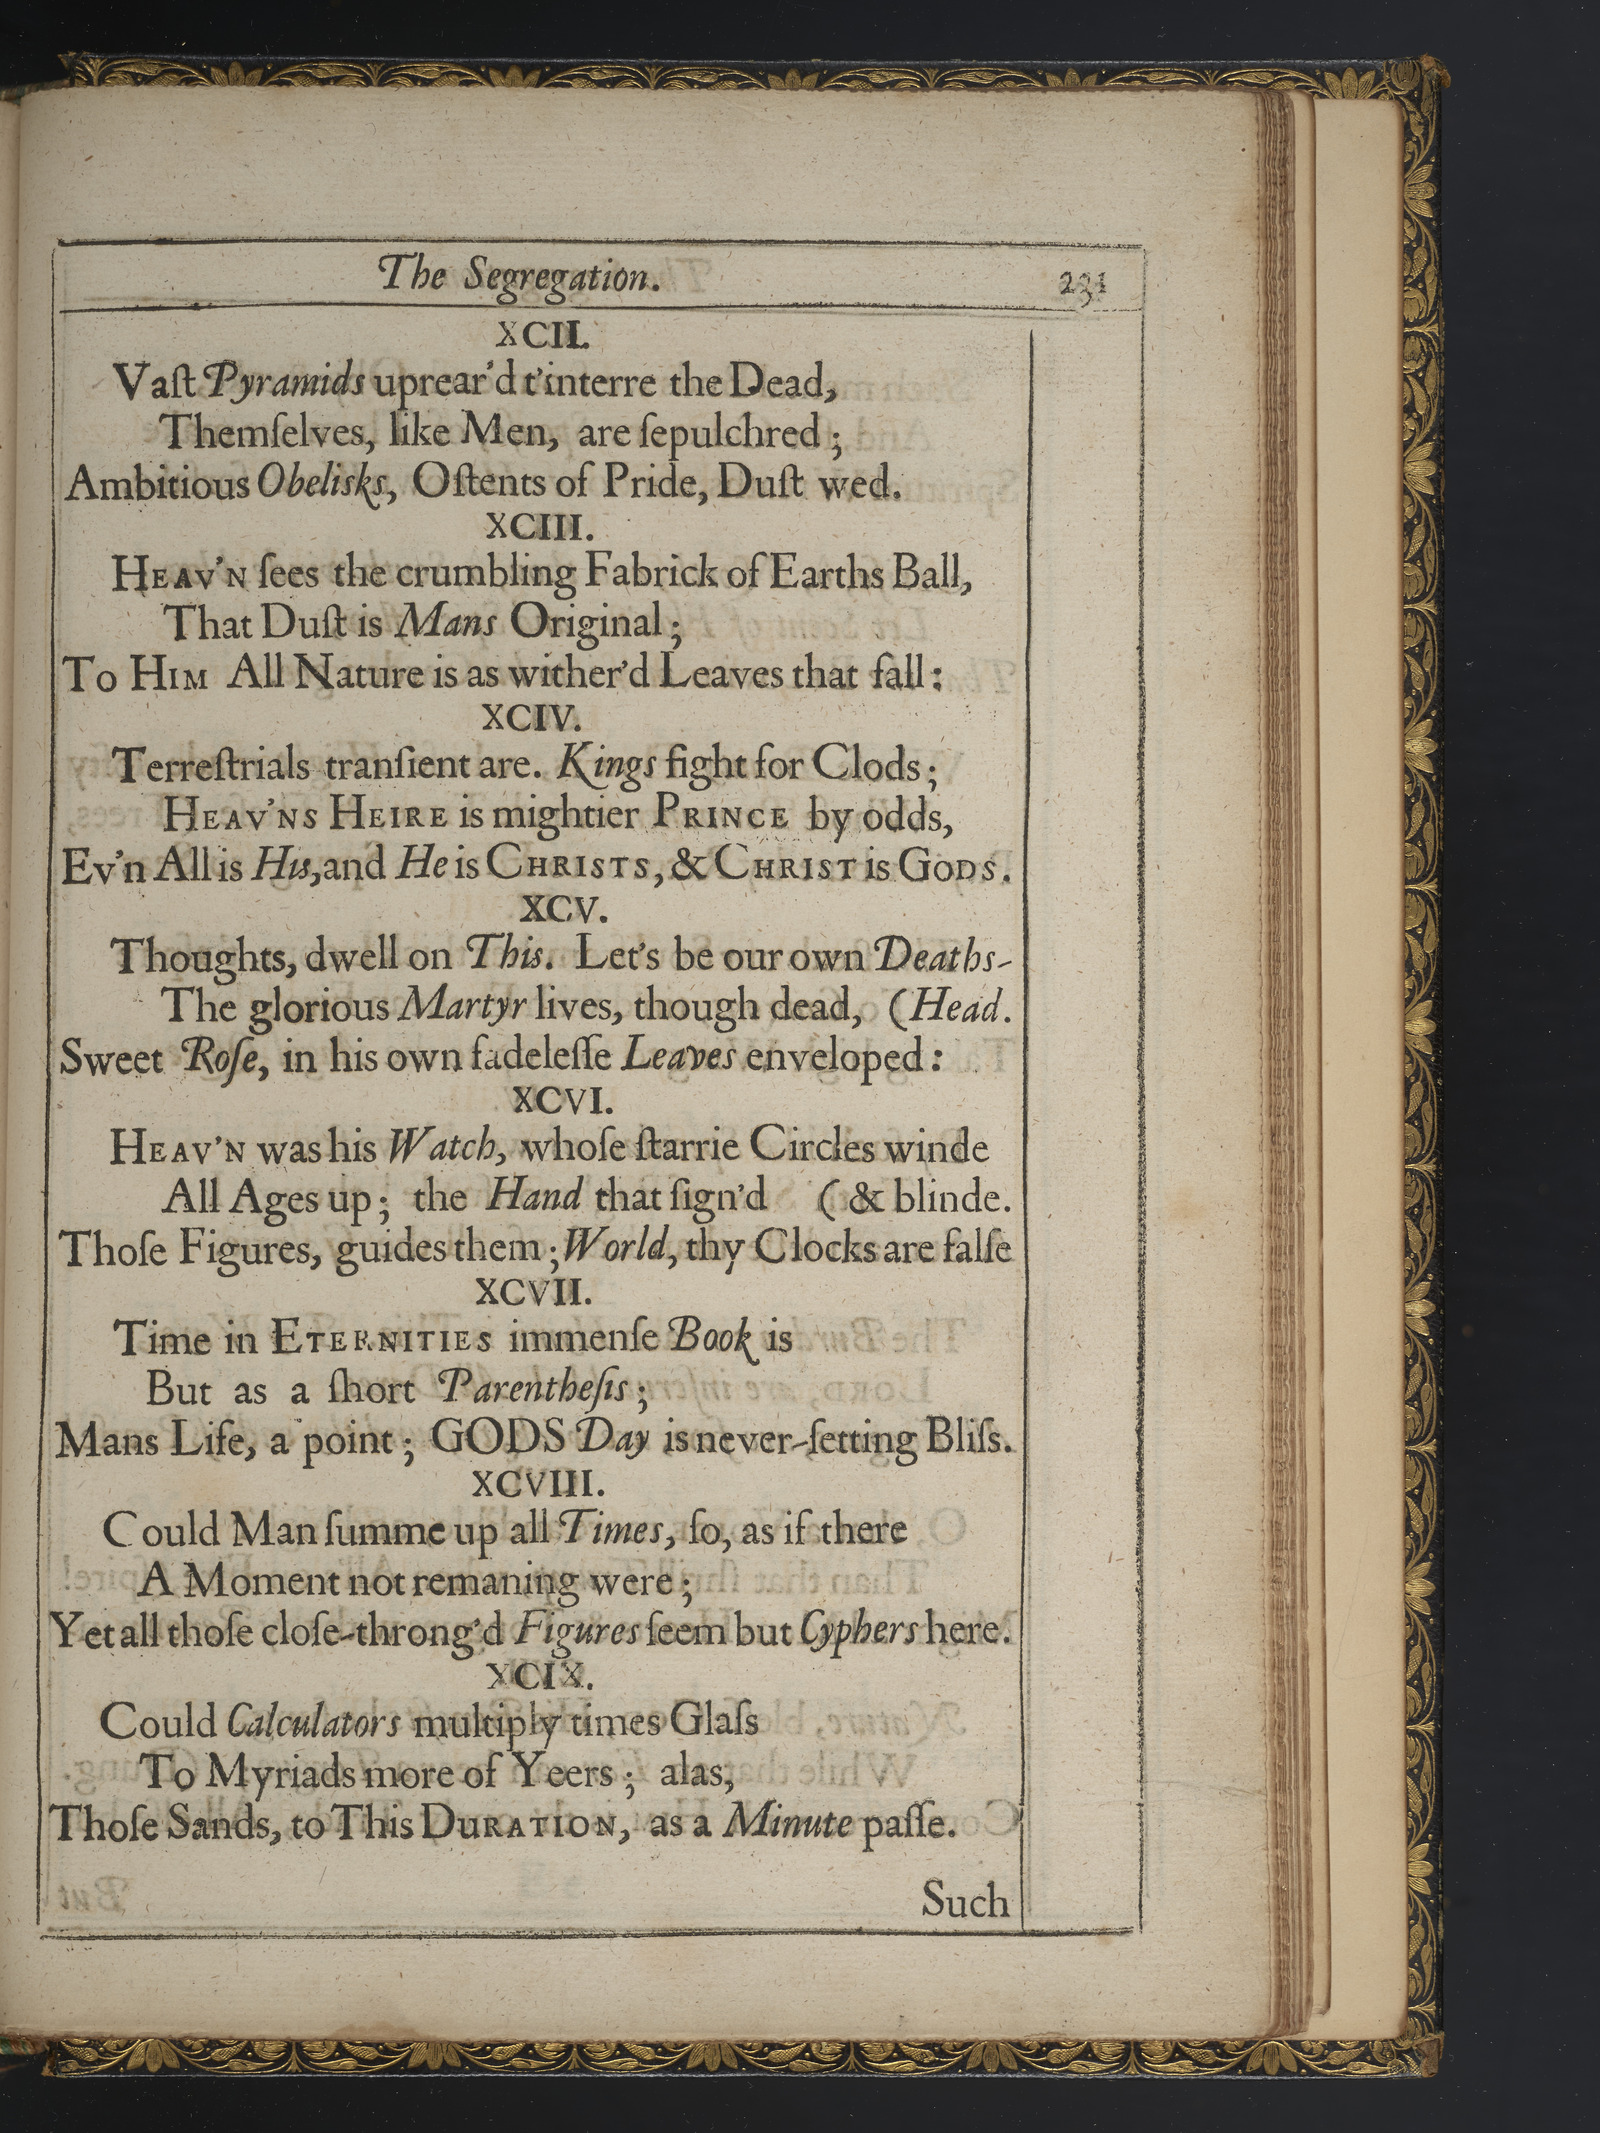 The Segregation. 231
XCII.
Vaſt Pyramids uprear'd t'interre the Dead,
Themſelves, like Men, are ſepulchred;
Ambitious Obelisks, Oſtents of Pride, Duſt wed.
XCIII.
HEAV'N ſees the crumbling Fabrick of Earths Ball,
That Duſt is Mans Original;
To HIM All Nature is as wither'd Leaves that fall:
XCIV.
Terreſtrials tranſient are. Kings fight for Clods;
HEAV'NS HEIRE is mightier PRINCE by odds,
Ev'n All is His, and He is CHRISTS, & CHRIST is GODS.
XCV.
Thoughts, dwell on This. Let's be our own Deaths-
The glorious Martyr lives, though dead, (Head.
Sweet Roſe, in his own fadeleſſe Leaves enveloped:
XCVI.
HEAV'N was his Watch, whoſe ſtarrie Circles winde
All Ages up; the Hand that ſign'd (& blinde.
Thoſe Figures, guides them; World, thy Clocks are falſe
XCVII.
Time in ETERNITIES immenſe Book is
But as a ſhort Parentheſis;
Mans Life, a point; GODS Day is never-ſetting Bliſs.
XCVIII.
Could Man ſumme up all Times, ſo, as if there
A Moment not remaning were;
Yet all thoſe cloſe-throng'd Figures ſeem but Cyphers here.
XCIX.
Could Calculators multiply times Glaſs
To Myriads more of Yeers; alas,
Thoſe Sands, to This DURATION, as a Minute paſſe.
Such